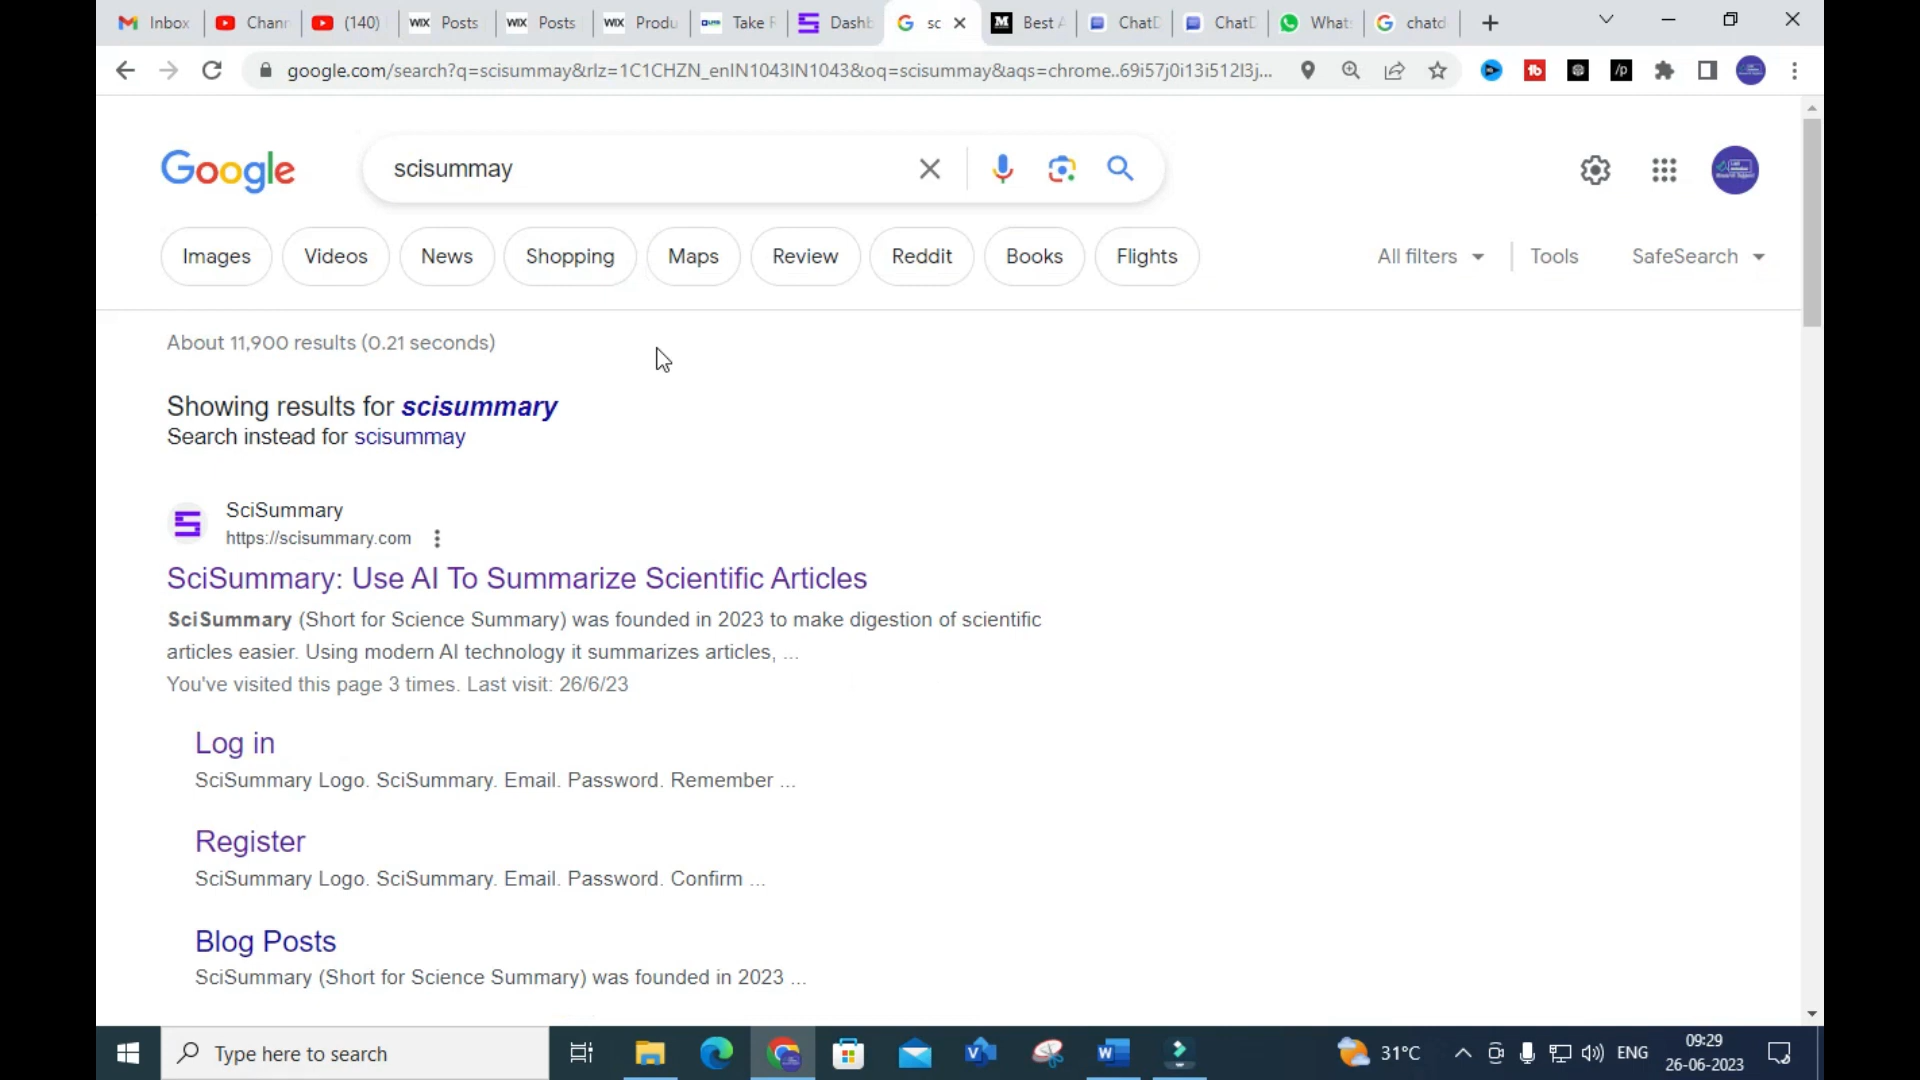 Inbox
Chann
(140)
WIX Posts
WIX Posts
WIX Produ
Take F
Dashb
sc
M Best A
ChatD
ChatD
What
chatd
google.com/search?q=scisummay&rlz=1C1CHZN_enIN1043IN1043&oq=scisummay&aqs=chrome..69i57j0i13i512l3j...
Google
scisummay
Images
Videos
News
Shopping
Maps
Review
Reddit
Books
Flights
All filters
Tools
SafeSearch
About 11,900 results (0.21 seconds)
Showing results for scisummary
Search instead for scisummay
SciSummary
https://scisummary.com
SciSummary: Use AI To Summarize Scientific Articles
SciSummary (Short for Science Summary) was founded in 2023 to make digestion of scientific
articles easier. Using modern AI technology it summarizes articles, ...
You've visited this page 3 times. Last visit: 26/6/23
Log in
SciSummary Logo. SciSummary. Email. Password. Remember ...
Register
SciSummary Logo. SciSummary. Email. Password. Confirm ...
Blog Posts
SciSummary (Short for Science Summary) was founded in 2023 ...
Type here to search
31°C
ENG
09:29
26-06-2023